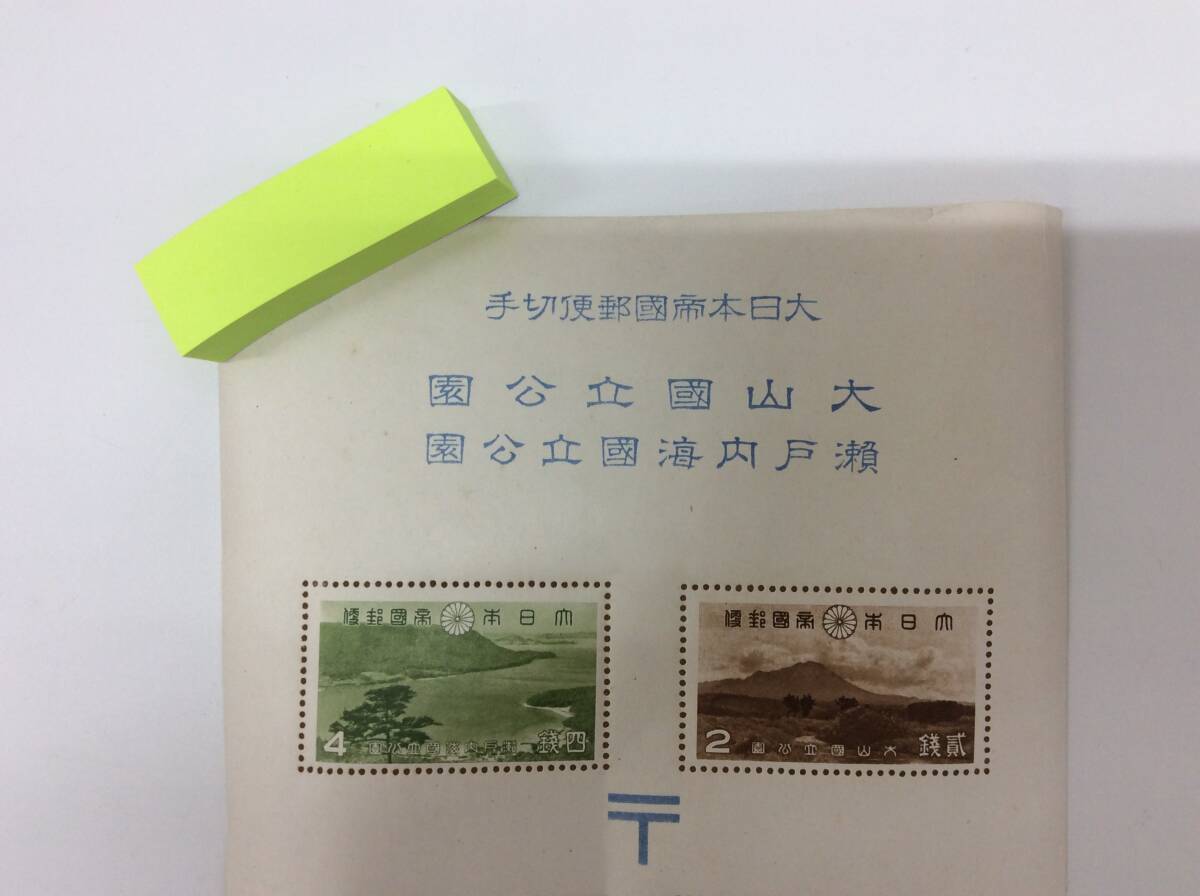 大日本帝國郵便切手
大山國立公園
瀨戸内海國立公園
大日本帝國郵便
4 瀨戸内海國立公園 四錢
大日本帝國郵便
2 大山國立公園 貳錢
〒